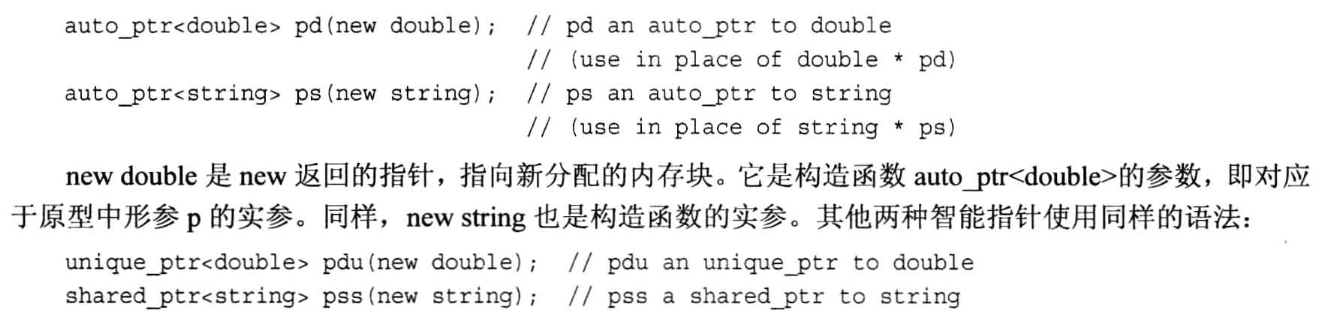 auto_ptr<double> pd(new double);  // pd an auto_ptr to double
// (use in place of double * pd)
auto_ptr<string> ps(new string);  // ps an auto_ptr to string
// (use in place of string * ps)
new double 是 new 返回的指针，指向新分配的内存块。它是构造函数 auto_ptr<double>的参数，即对应
于原型中形参 p 的实参。同样，new string 也是构造函数的实参。其他两种智能指针使用同样的语法：
unique_ptr<double> pdu(new double);  // pdu an unique_ptr to double
shared_ptr<string> pss(new string);  // pss a shared_ptr to string